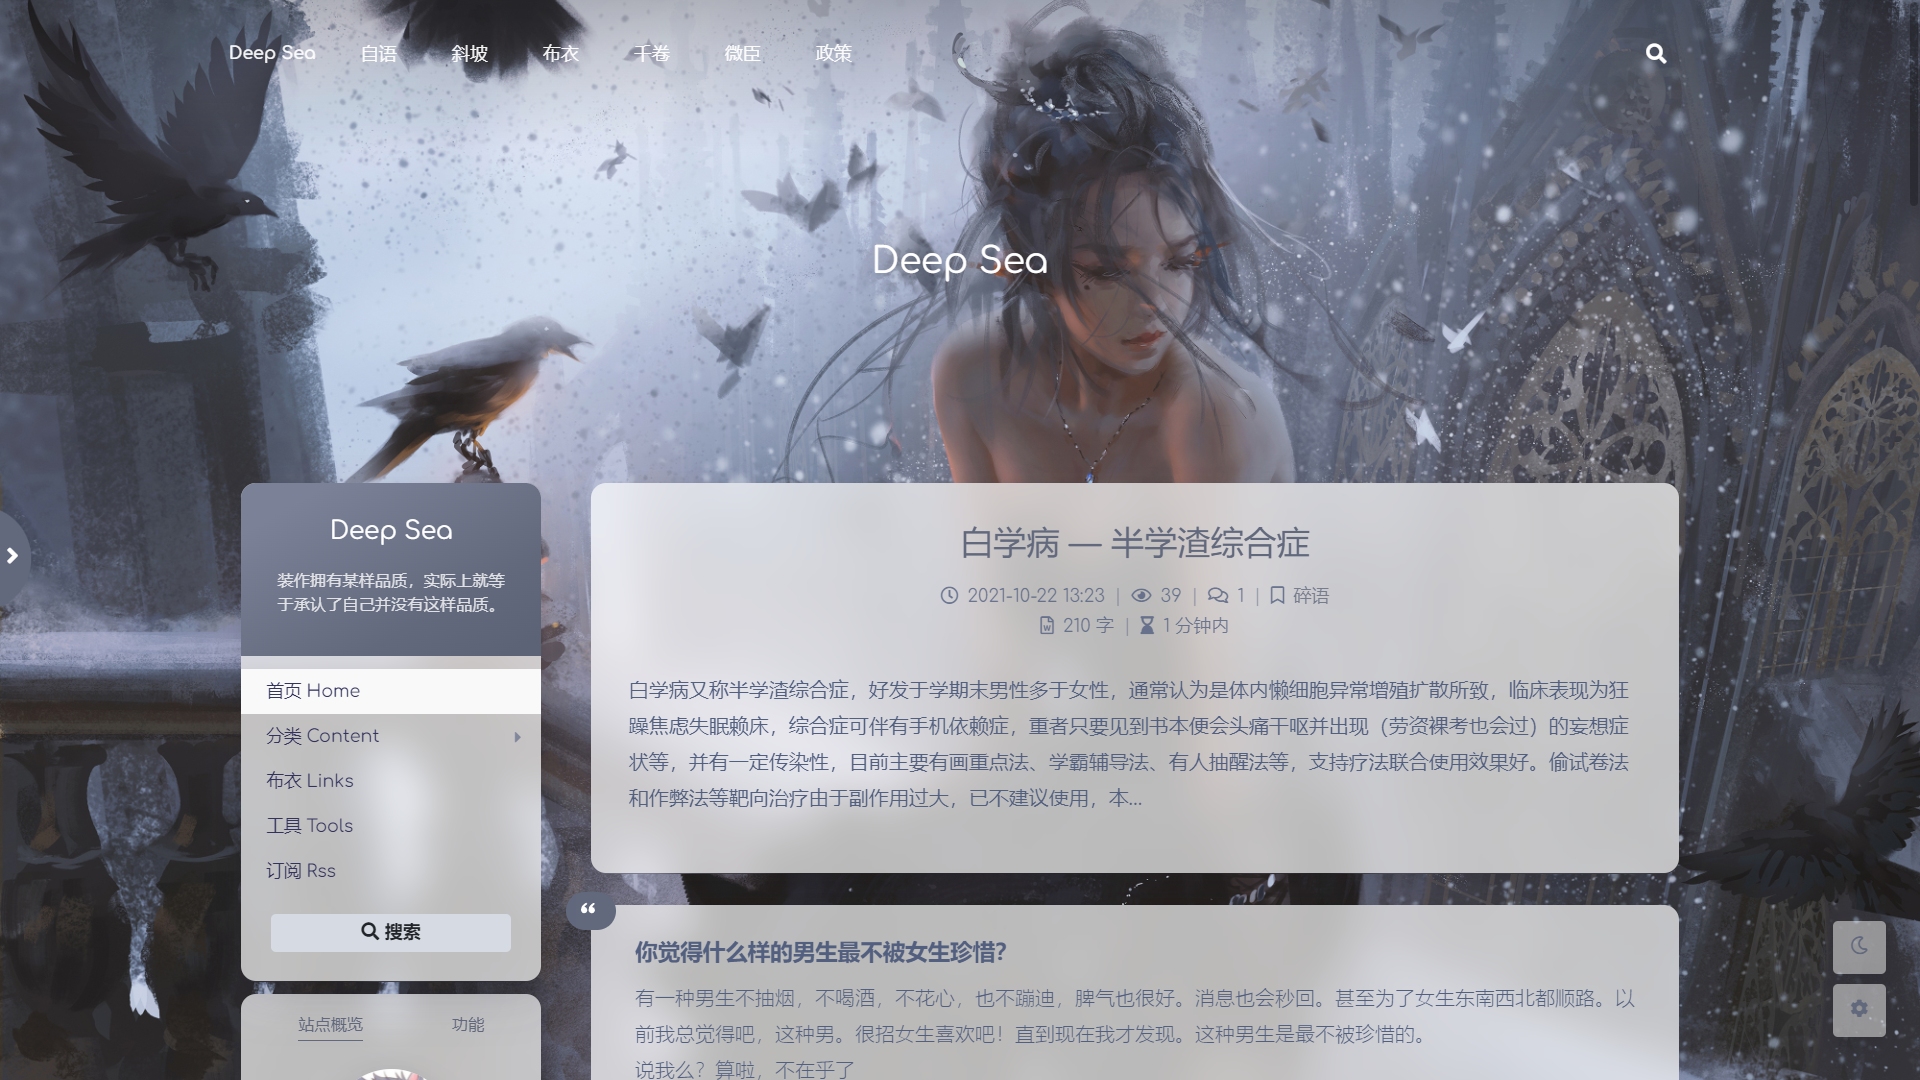 Deep Sea 自语 斜坡 布衣 千卷 微臣 政策
Deep Sea
Deep Sea
装作拥有某样品质，实际上就等
于承认了自己并没有这样品质。
首页 Home
分类 Content
布衣 Links
工具 Tools
订阅 Rss
搜索
站点概览 功能
白学病 — 半学渣综合症
2021-10-22 13:23 | 39 | 1 | 碎语
210 字 | 1 分钟内
白学病又称半学渣综合症，好发于学期末男性多于女性，通常认为是体内懒细胞异常增殖扩散所致，临床表现为狂
躁焦虑失眠赖床，综合症可伴有手机依赖症，重者只要见到书本便会头痛干呕并出现（劳资裸考也会过）的妄想症
状等，并有一定传染性，目前主要有画重点法、学霸辅导法、有人抽醒法等，支持疗法联合使用效果好。偷试卷法
和作弊法等靶向治疗由于副作用过大，已不建议使用，本...
你觉得什么样的男生最不被女生珍惜？
有一种男生不抽烟，不喝酒，不花心，也不蹦迪，脾气也很好。消息也会秒回。甚至为了女生东南西北都顺路。以
前我总觉得吧，这种男。很招女生喜欢吧！直到现在我才发现。这种男生是最不被珍惜的。
说我么？算啦，不在乎了